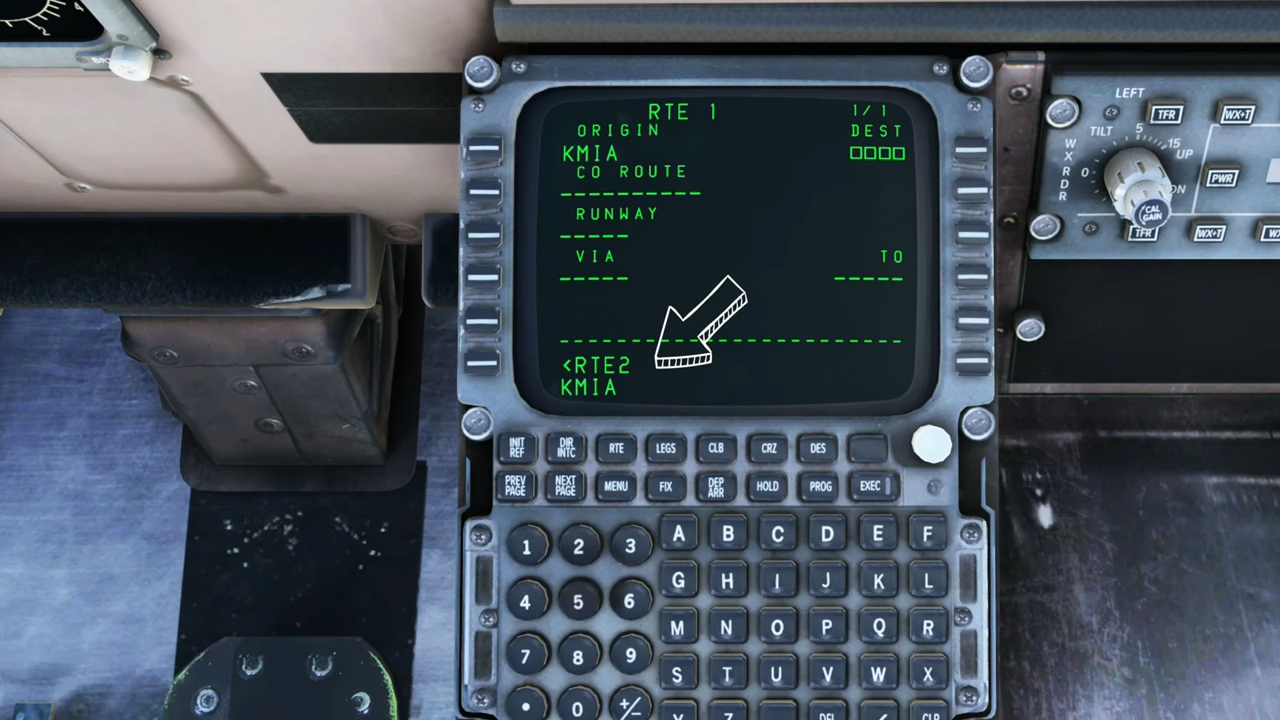 RTE 1 1/1
ORIGIN DEST
KMIA □□□□
CO ROUTE
----------
RUNWAY
-----
VIA TO
----- -----
<RTE2
KMIA
INIT REF
DIR INTC
RTE
LEGS
CLB
CRZ
DES
PREV PAGE
NEXT PAGE
MENU
FIX
DEP ARR
HOLD
PROG
EXEC
1 2 3 A B C D E F
4 5 6 G H I J K L
7 8 9 M N O P Q R
. 0 +/- S T U V W X
Y Z DEL / CLR
LEFT
TFR WX+T
TILT 5 15 UP
WXRDR 0 PWR
ON
CAL GAIN
TFR WX+T